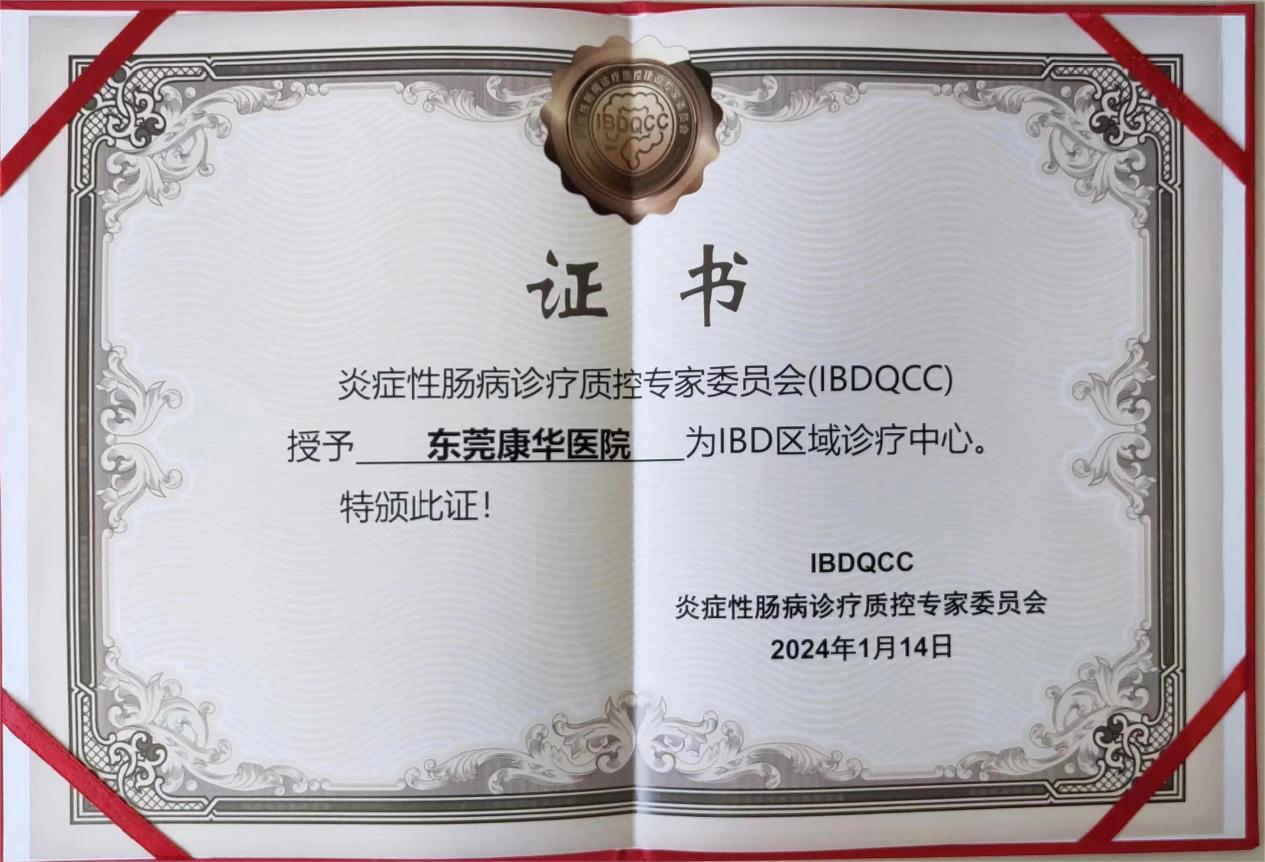 IBDQCC
证 书
炎症性肠病诊疗质控专家委员会(IBDQCC)
授予 东莞康华医院 为IBD区域诊疗中心。
特颁此证!
IBDQCC
炎症性肠病诊疗质控专家委员会
2024年1月14日